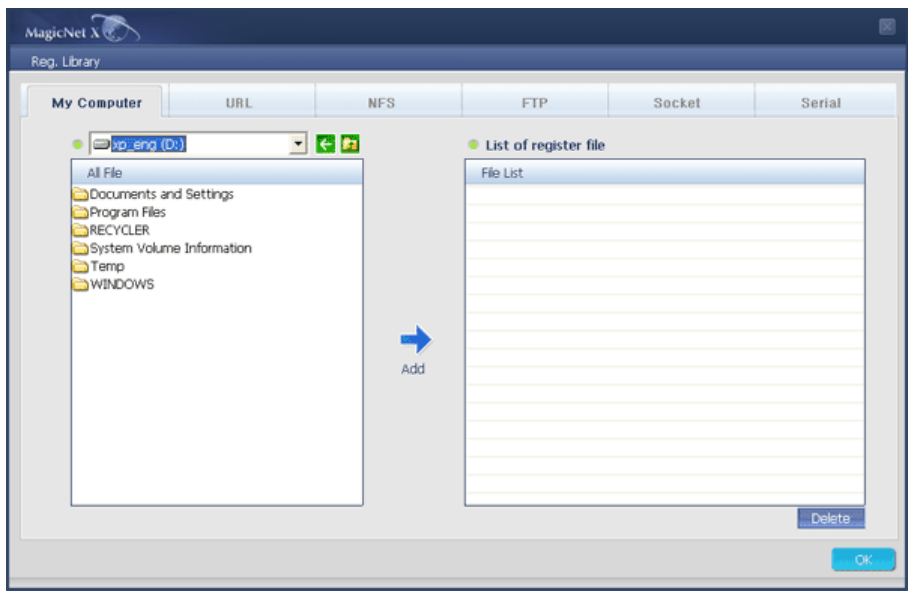 MagicNet X
Reg. Library
My Computer URL NFS FTP Socket Serial
xp_eng (D:)
List of register file
All File
File List
Documents and Settings
Program Files
RECYCLER
System Volume Information
Temp
WINDOWS
Add
Delete
OK